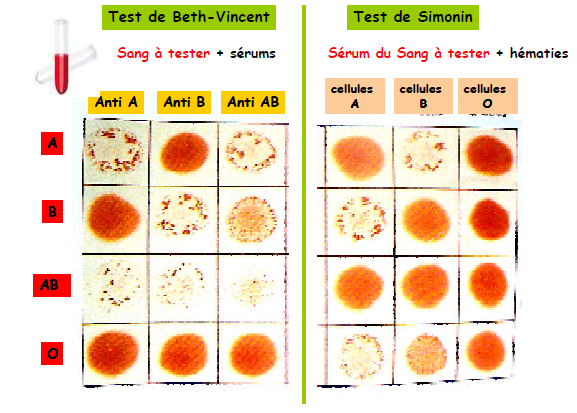 Test de Beth-Vincent
Test de Simonin
Sang à tester + sérums
Sérum du Sang à tester + hématies
Anti A
Anti B
Anti AB
cellules A
cellules B
cellules O
A
B
AB
O